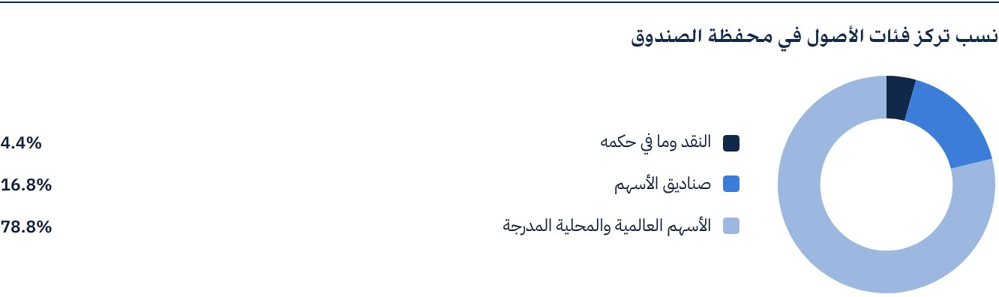 نسب تركز فئات الأصول في محفظة الصندوق
النقد وما في حكمه 4.4%
صناديق الأسهم 16.8%
الأسهم العالمية والمحلية المدرجة 78.8%